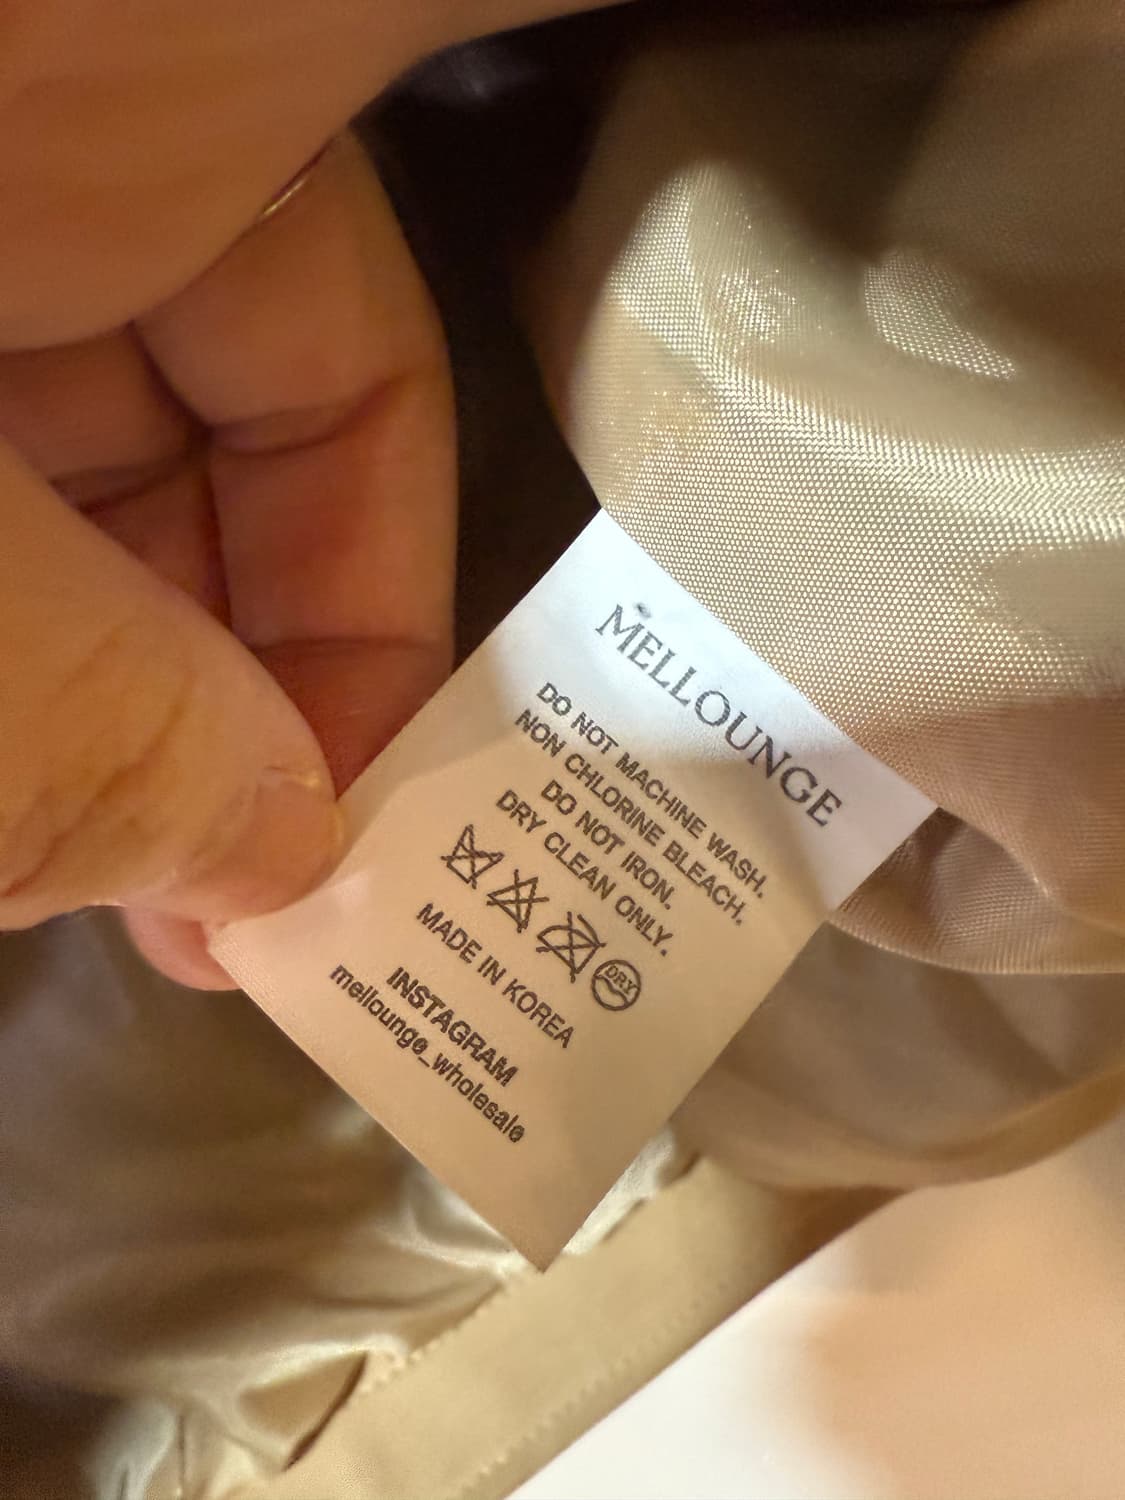 MELLOUNGE
DO NOT MACHINE WASH.
NON CHLORINE BLEACH.
DO NOT IRON.
DRY CLEAN ONLY.
DRY
MADE IN KOREA
INSTAGRAM
mellounge_wholesale